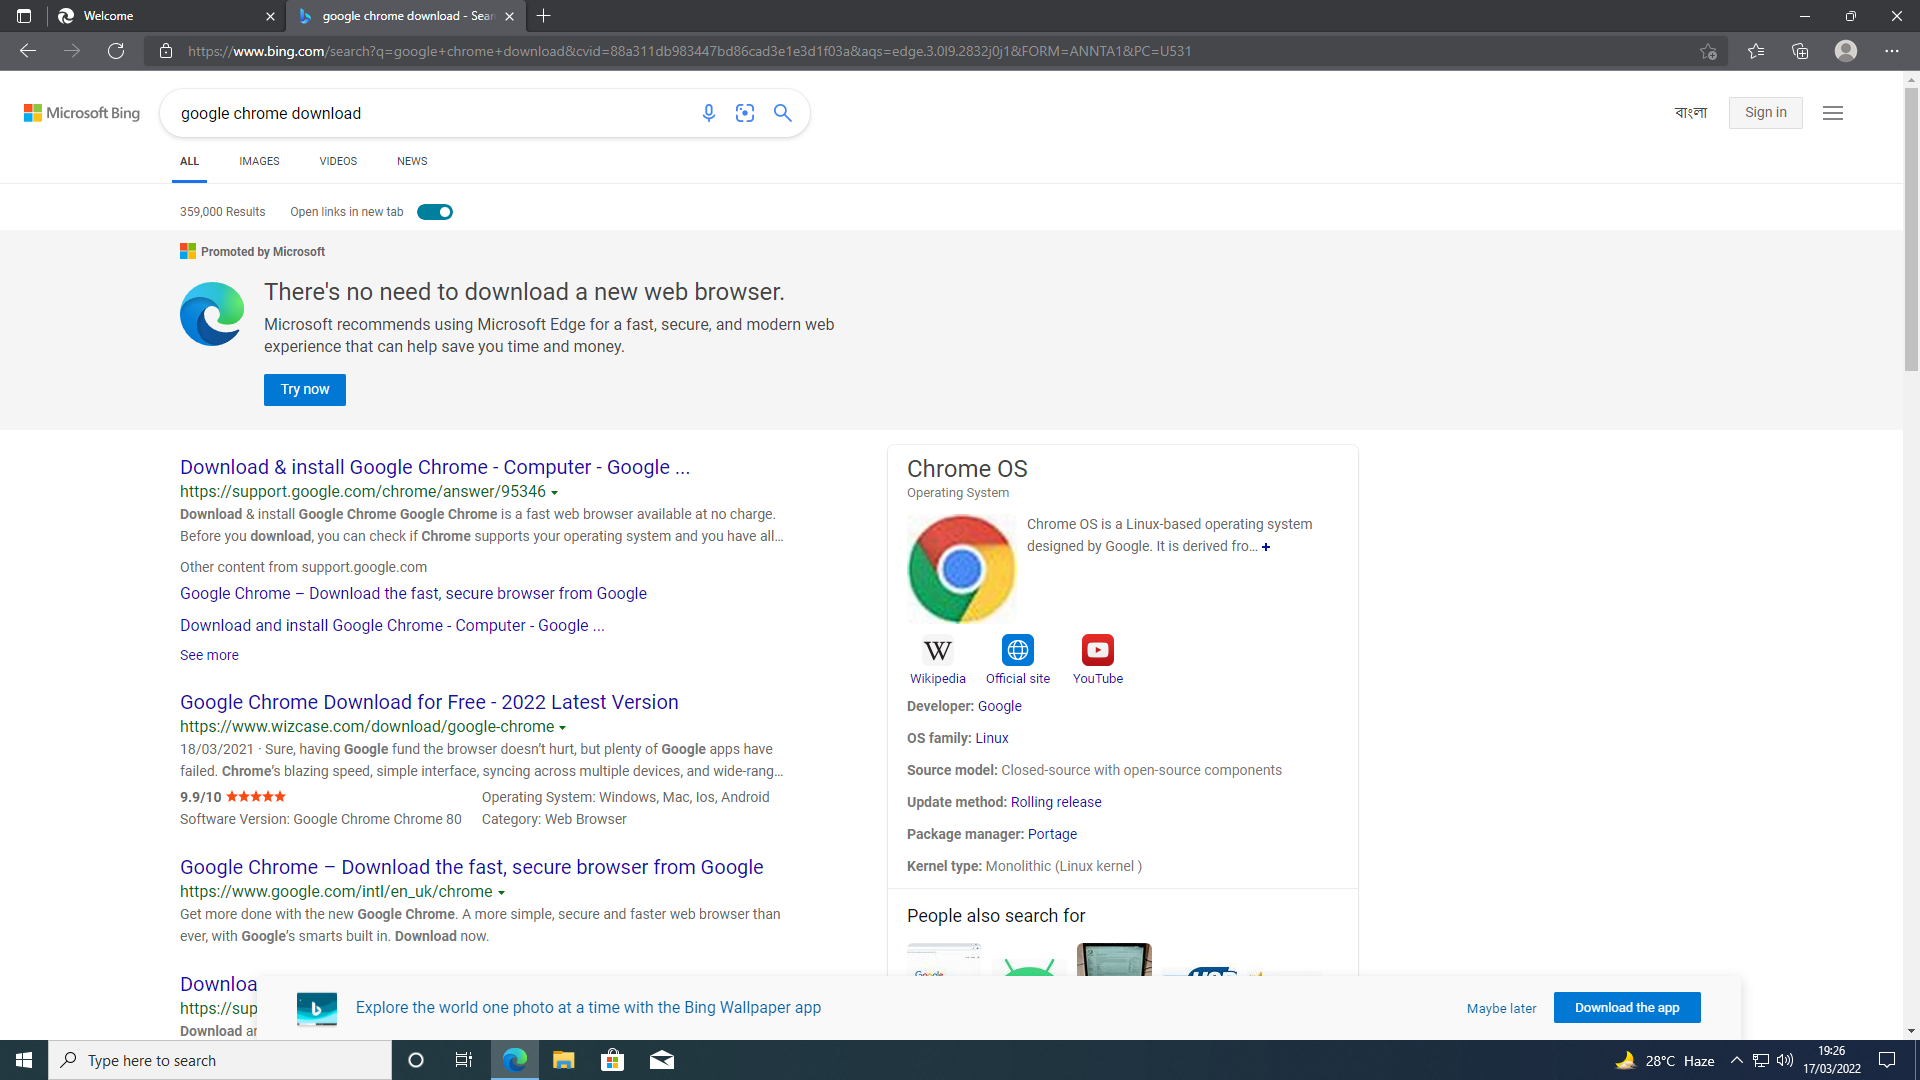 Welcome
google chrome download - Sear
https://www.bing.com/search?q=google+chrome+download&cvid=88a311db983447bd86cad3e1e3d1f03a&aqs=edge.3.0l9.2832j0j1&FORM=ANNTA1&PC=U531
Microsoft Bing
google chrome download
বাংলা
Sign in
ALL IMAGES VIDEOS NEWS
359,000 Results Open links in new tab
Promoted by Microsoft
There's no need to download a new web browser.
Microsoft recommends using Microsoft Edge for a fast, secure, and modern web
experience that can help save you time and money.
Try now
Download & install Google Chrome - Computer - Google ...
https://support.google.com/chrome/answer/95346
Download & install Google Chrome Google Chrome is a fast web browser available at no charge.
Before you download, you can check if Chrome supports your operating system and you have all…
Other content from support.google.com
Google Chrome – Download the fast, secure browser from Google
Download and install Google Chrome - Computer - Google ...
See more
Google Chrome Download for Free - 2022 Latest Version
https://www.wizcase.com/download/google-chrome
18/03/2021 · Sure, having Google fund the browser doesn't hurt, but plenty of Google apps have
failed. Chrome's blazing speed, simple interface, syncing across multiple devices, and wide-rang…
9.9/10 Operating System: Windows, Mac, Ios, Android
Software Version: Google Chrome Chrome 80 Category: Web Browser
Google Chrome – Download the fast, secure browser from Google
https://www.google.com/intl/en_uk/chrome
Get more done with the new Google Chrome. A more simple, secure and faster web browser than
ever, with Google's smarts built in. Download now.
Downloa
https://sup
Download ar
Chrome OS
Operating System
Chrome OS is a Linux-based operating system
designed by Google. It is derived fro… +
W
Wikipedia Official site YouTube
Developer: Google
OS family: Linux
Source model: Closed-source with open-source components
Update method: Rolling release
Package manager: Portage
Kernel type: Monolithic (Linux kernel )
People also search for
Google
Explore the world one photo at a time with the Bing Wallpaper app
Maybe later
Download the app
Type here to search
28°C Haze
19:26
17/03/2022